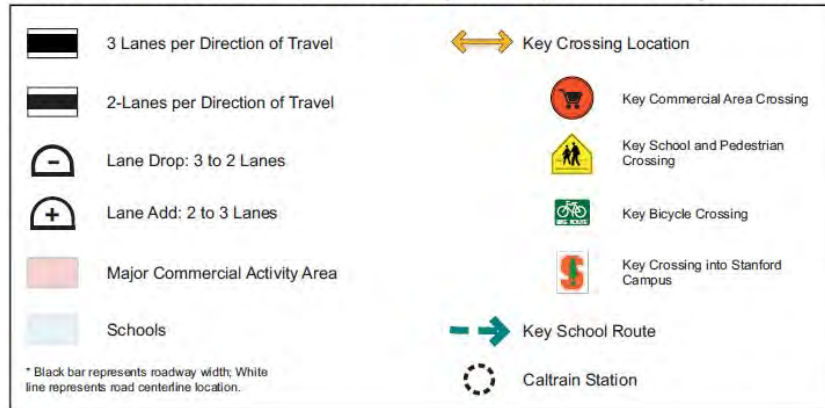 3 Lanes per Direction of Travel
2-Lanes per Direction of Travel
Lane Drop: 3 to 2 Lanes
Lane Add: 2 to 3 Lanes
Major Commercial Activity Area
Schools
* Black bar represents roadway width; White
line represents road centerline location.
Key Crossing Location
Key Commercial Area Crossing
Key School and Pedestrian
Crossing
BIKE ROUTE
Key Bicycle Crossing
S
Key Crossing into Stanford
Campus
Key School Route
Caltrain Station